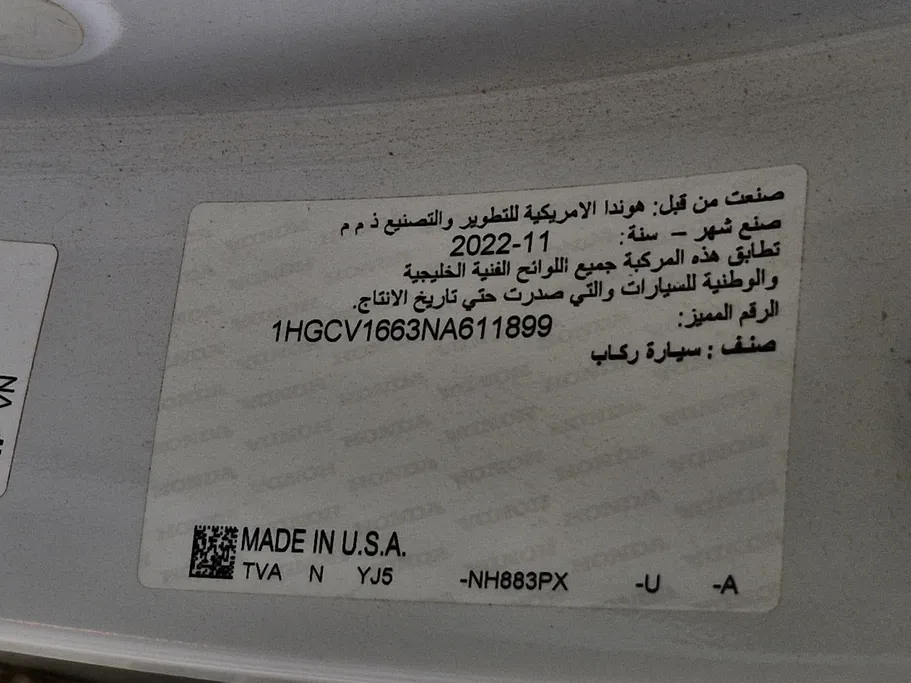 صنعت من قبل: هوندا الامريكية للتطوير والتصنيع ذ م م
صنع شهر – سنة: 2022-11
تطابق هذه المركبة جميع اللوائح الفنية الخليجية
والوطنية للسيارات والتي صدرت حتي تاريخ الانتاج.
الرقم المميز: 1HGCV1663NA611899
صنف : سيارة ركاب
MADE IN U.S.A.
TVA N YJ5 -NH883PX -U -A